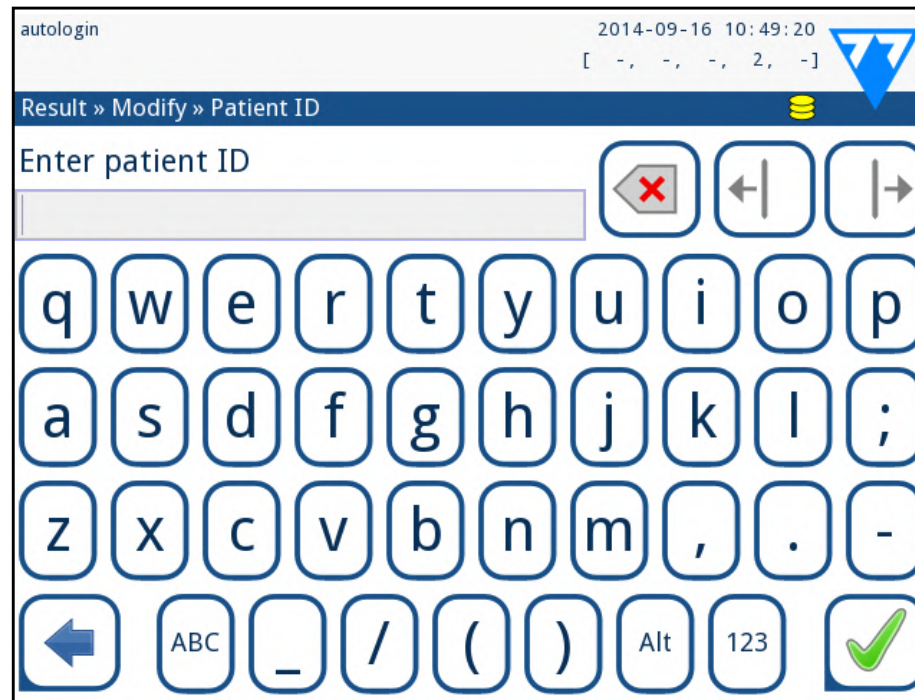 autologin
2014-09-16 10:49:20
[ -, -, -, 2, -]
Result » Modify » Patient ID
Enter patient ID
q w e r t y u i o p
a s d f g h j k l ;
z x c v b n m , . -
ABC _ / ( ) Alt 123